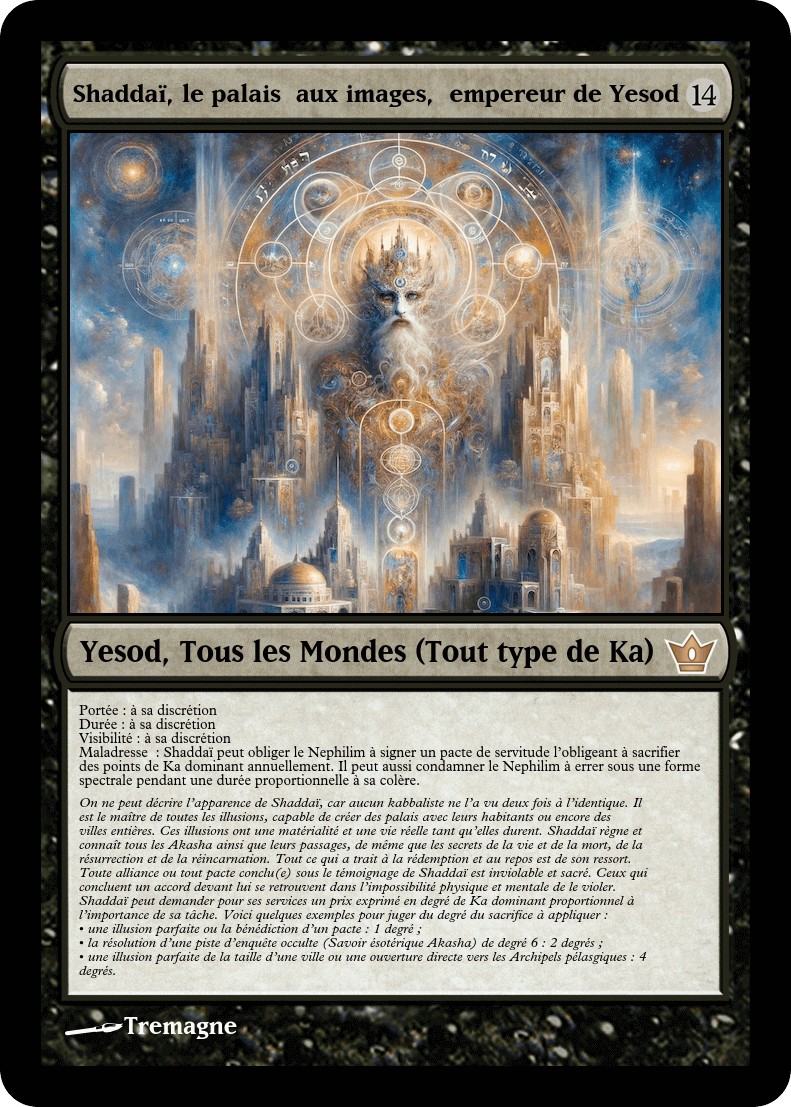 Shaddaï, le palais aux images, empereur de Yesod 14
Yesod, Tous les Mondes (Tout type de Ka)
Portée : à sa discrétion
Durée : à sa discrétion
Visibilité : à sa discrétion
Maladresse : Shaddaï peut obliger le Nephilim à signer un pacte de servitude l'obligeant à sacrifier
des points de Ka dominant annuellement. Il peut aussi condamner le Nephilim à errer sous une forme
spectrale pendant une durée proportionnelle à sa colère.
On ne peut décrire l'apparence de Shaddaï, car aucun kabbaliste ne l'a vu deux fois à l'identique. Il
est le maître de toutes les illusions, capable de créer des palais avec leurs habitants ou encore des
villes entières. Ces illusions ont une matérialité et une vie réelle tant qu'elles durent. Shaddaï règne et
connaît tous les Akasha ainsi que leurs passages, de même que les secrets de la vie et de la mort, de la
résurrection et de la réincarnation. Tout ce qui a trait à la rédemption et au repos est de son ressort.
Toute alliance ou tout pacte conclu(e) sous le témoignage de Shaddaï est inviolable et sacré. Ceux qui
concluent un accord devant lui se retrouvent dans l'impossibilité physique et mentale de le violer.
Shaddaï peut demander pour ses services un prix exprimé en degré de Ka dominant proportionnel à
l'importance de sa tâche. Voici quelques exemples pour juger du degré du sacrifice à appliquer :
• une illusion parfaite ou la bénédiction d'un pacte : 1 degré ;
• la résolution d'une piste d'enquête occulte (Savoir ésotérique Akasha) de degré 6 : 2 degrés ;
• une illusion parfaite de la taille d'une ville ou une ouverture directe vers les Archipels pélasgiques : 4
degrés.
Tremagne